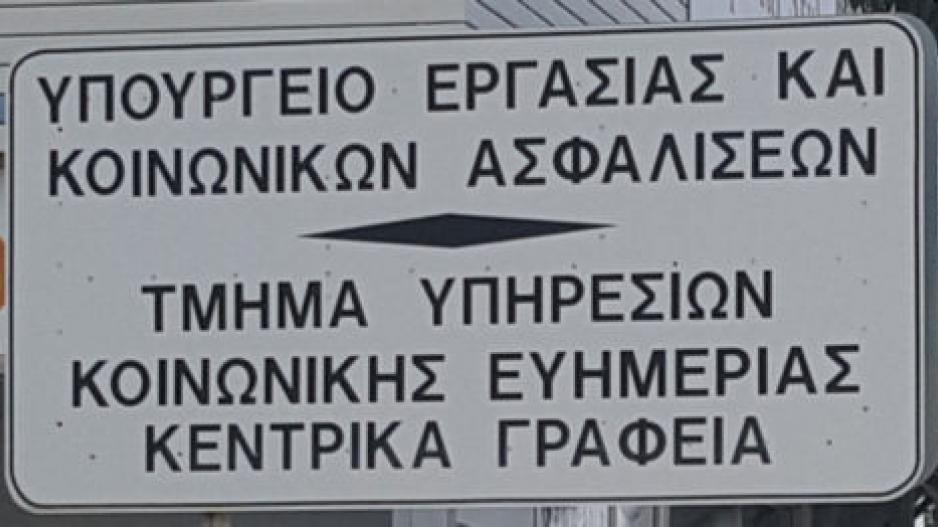 ΥΠΟΥΡΓΕΙΟ ΕΡΓΑΣΙΑΣ ΚΑΙ
ΚΟΙΝΩΝΙΚΩΝ ΑΣΦΑΛΙΣΕΩΝ
ΤΜΗΜΑ ΥΠΗΡΕΣΙΩΝ
ΚΟΙΝΩΝΙΚΗΣ ΕΥΗΜΕΡΙΑΣ
ΚΕΝΤΡΙΚΑ ΓΡΑΦΕΙΑ